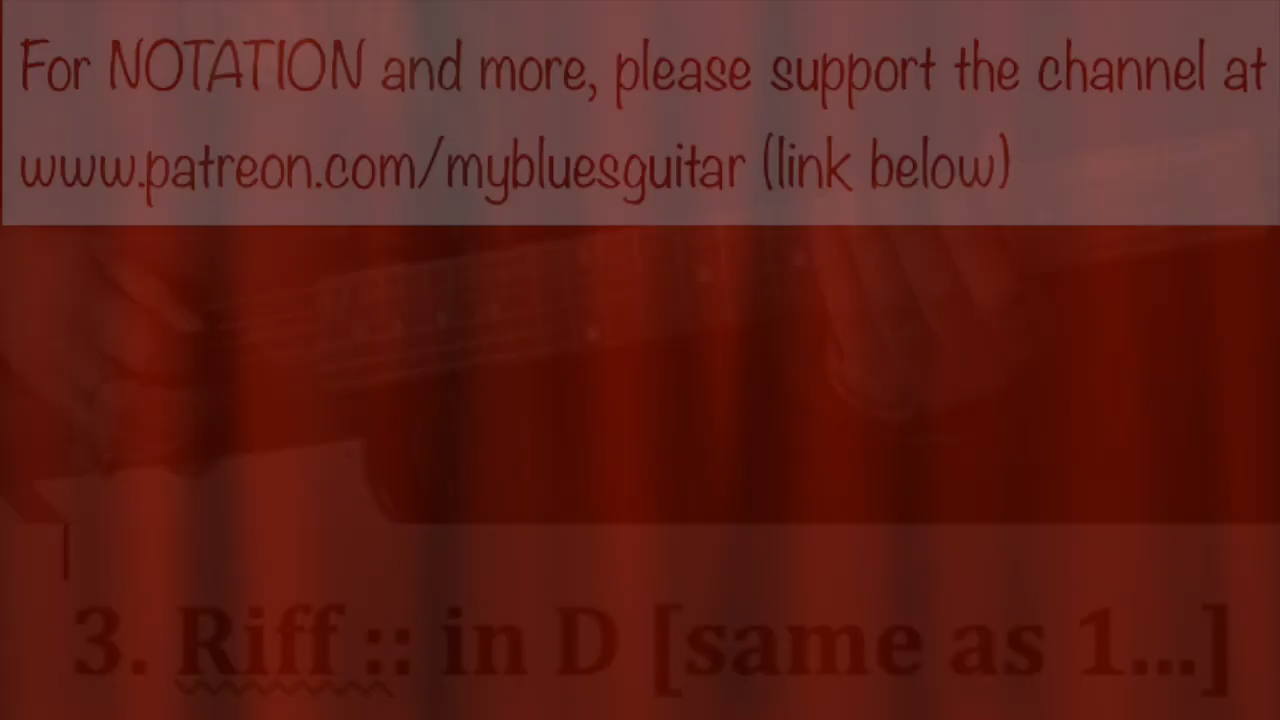 For NOTATION and more, please support the channel at
www.patreon.com/mybluesguitar (link below)
3. Riff :: in D [same as 1...]